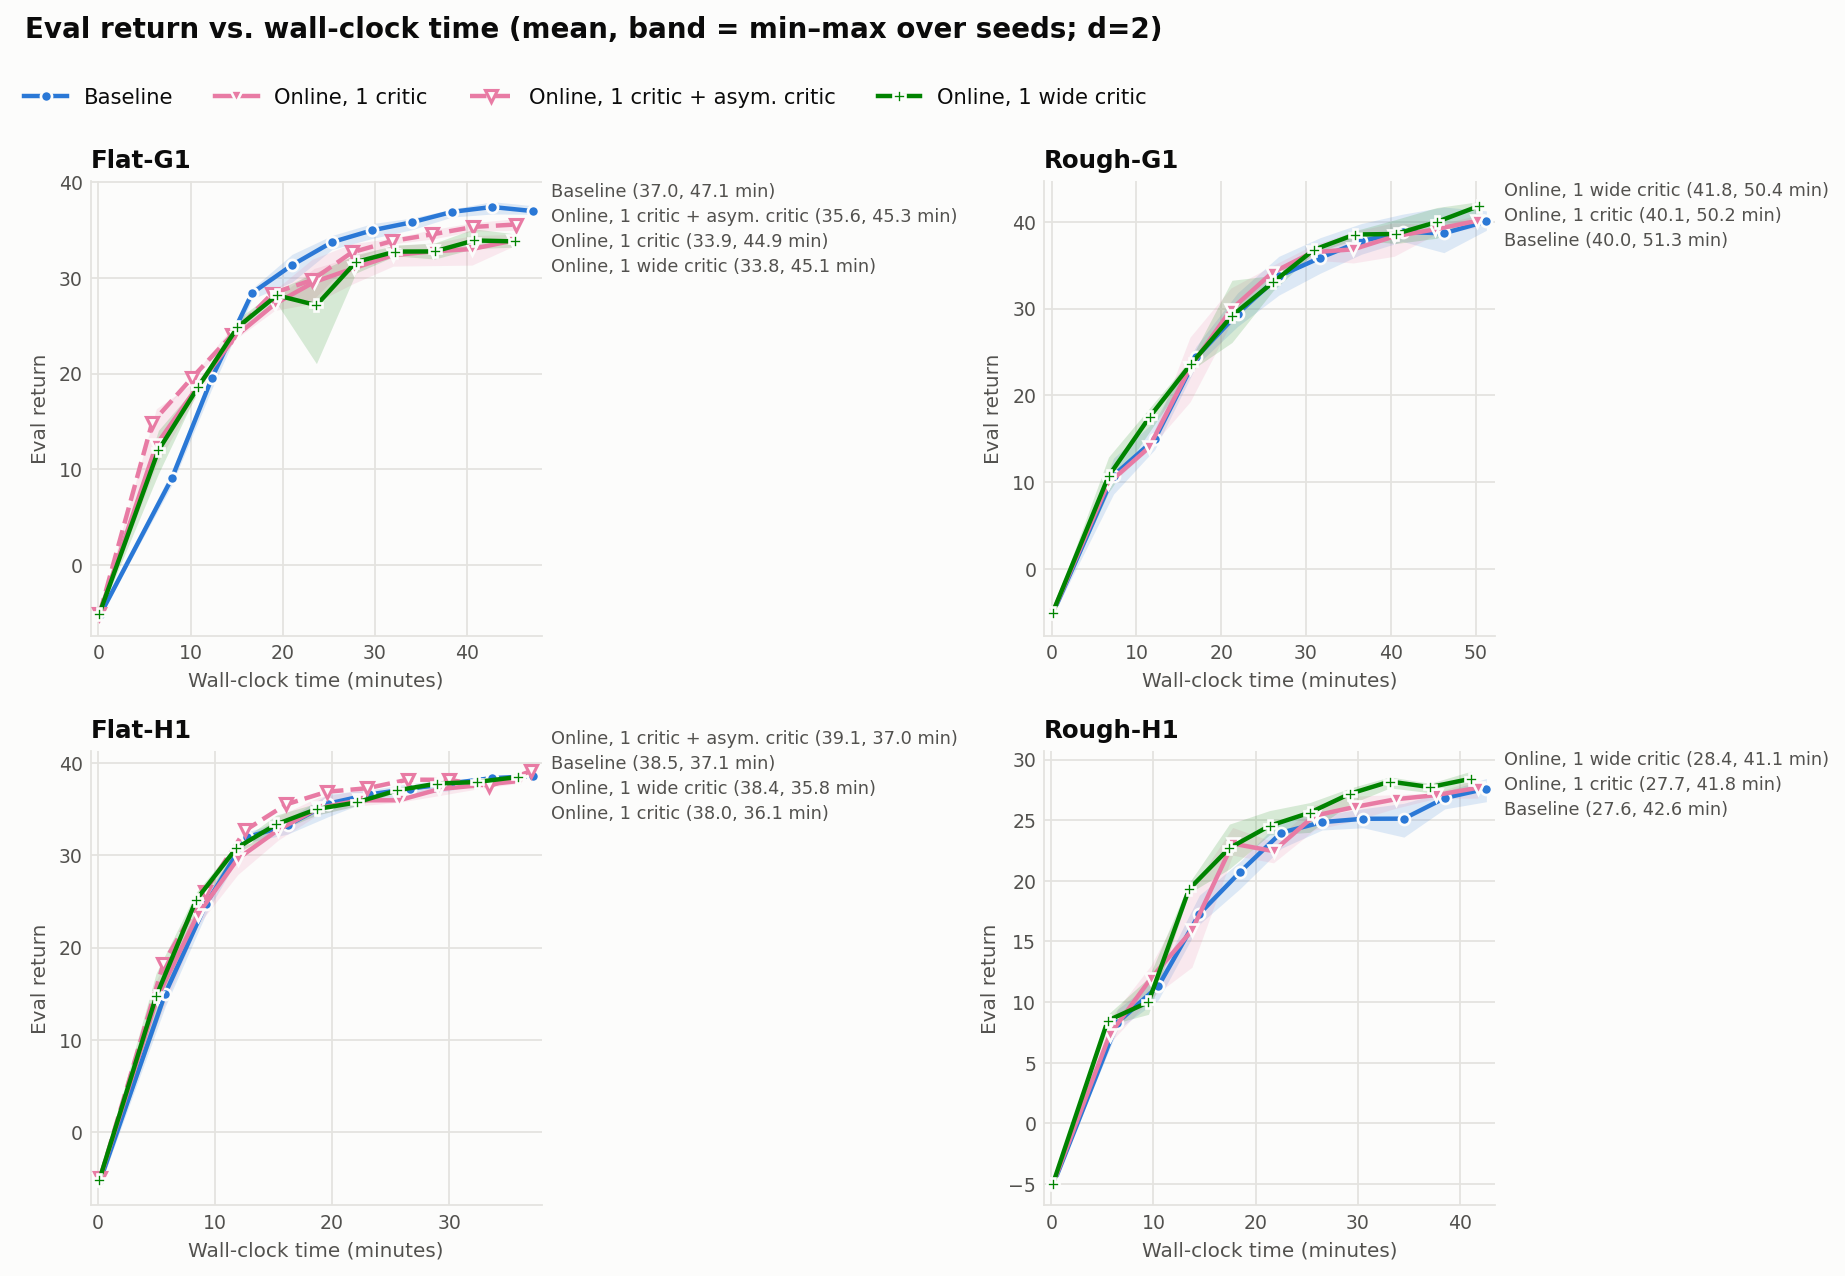 Eval return vs. wall-clock time (mean, band = min–max over seeds; d=2)
Baseline
Online, 1 critic
Online, 1 critic + asym. critic
Online, 1 wide critic
Flat-G1
40
30
20
10
0
Eval return
0 10 20 30 40
Wall-clock time (minutes)
Baseline (37.0, 47.1 min)
Online, 1 critic + asym. critic (35.6, 45.3 min)
Online, 1 critic (33.9, 44.9 min)
Online, 1 wide critic (33.8, 45.1 min)
Rough-G1
40
30
20
10
0
Eval return
0 10 20 30 40 50
Wall-clock time (minutes)
Online, 1 wide critic (41.8, 50.4 min)
Online, 1 critic (40.1, 50.2 min)
Baseline (40.0, 51.3 min)
Flat-H1
40
30
20
10
0
Eval return
0 10 20 30
Wall-clock time (minutes)
Online, 1 critic + asym. critic (39.1, 37.0 min)
Baseline (38.5, 37.1 min)
Online, 1 wide critic (38.4, 35.8 min)
Online, 1 critic (38.0, 36.1 min)
Rough-H1
30
25
20
15
10
5
0
−5
Eval return
0 10 20 30 40
Wall-clock time (minutes)
Online, 1 wide critic (28.4, 41.1 min)
Online, 1 critic (27.7, 41.8 min)
Baseline (27.6, 42.6 min)